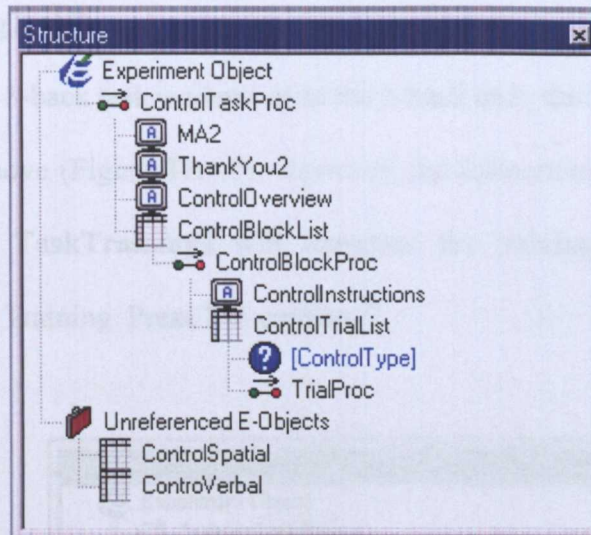 Structure
Experiment Object
ControlTaskProc
MA2
ThankYou2
ControlOverview
ControlBlockList
ControlBlockProc
ControlInstructions
ControlTrialList
[ControlType]
TrialProc
Unreferenced E-Objects
ControlSpatial
ControVerbal